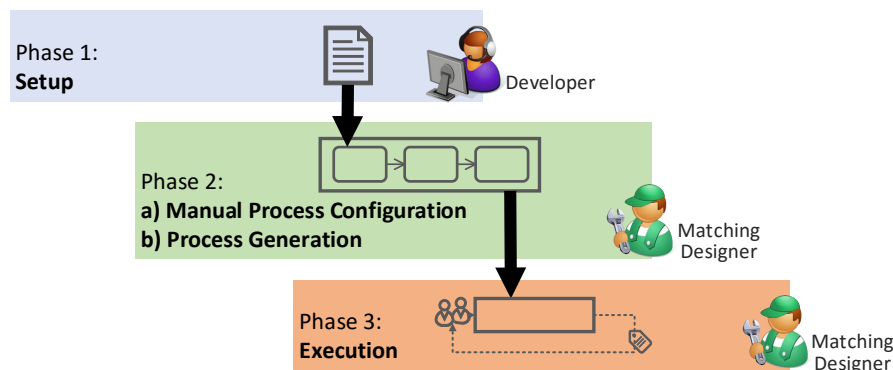 Phase 1:
Setup
Developer
Phase 2:
a) Manual Process Configuration
b) Process Generation
Matching
Designer
Phase 3:
Execution
Matching
Designer